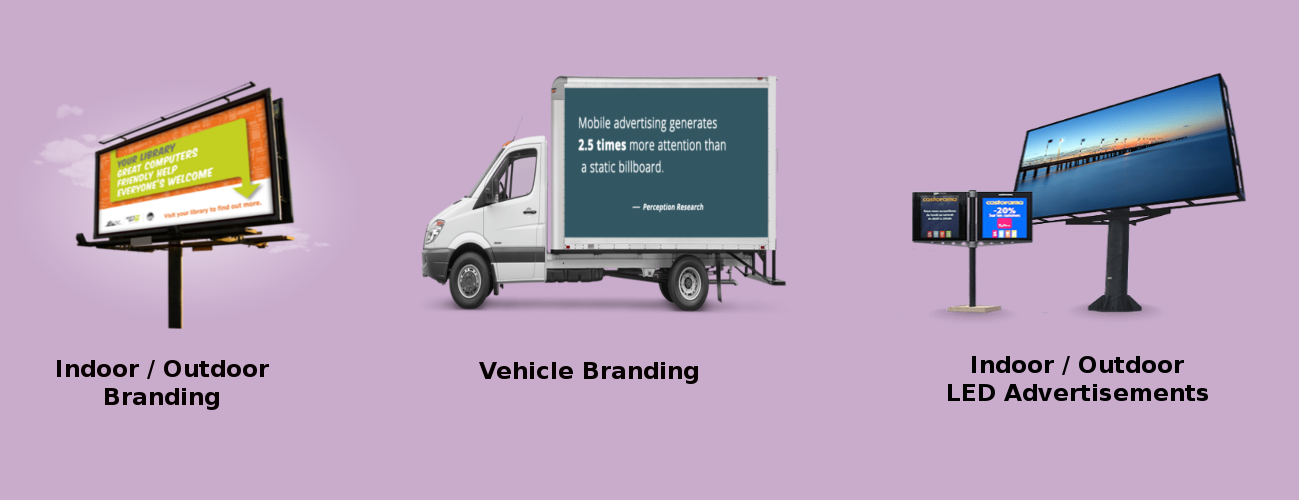 YOUR LIBRARY
GREAT COMPUTERS
FRIENDLY HELP
EVERYONE'S WELCOME
Visit your library to find out more.
Mobile advertising generates
2.5 times more attention than
a static billboard.
— Perception Research
castorama
castorama
-20%
Indoor / Outdoor
Branding
Vehicle Branding
Indoor / Outdoor
LED Advertisements